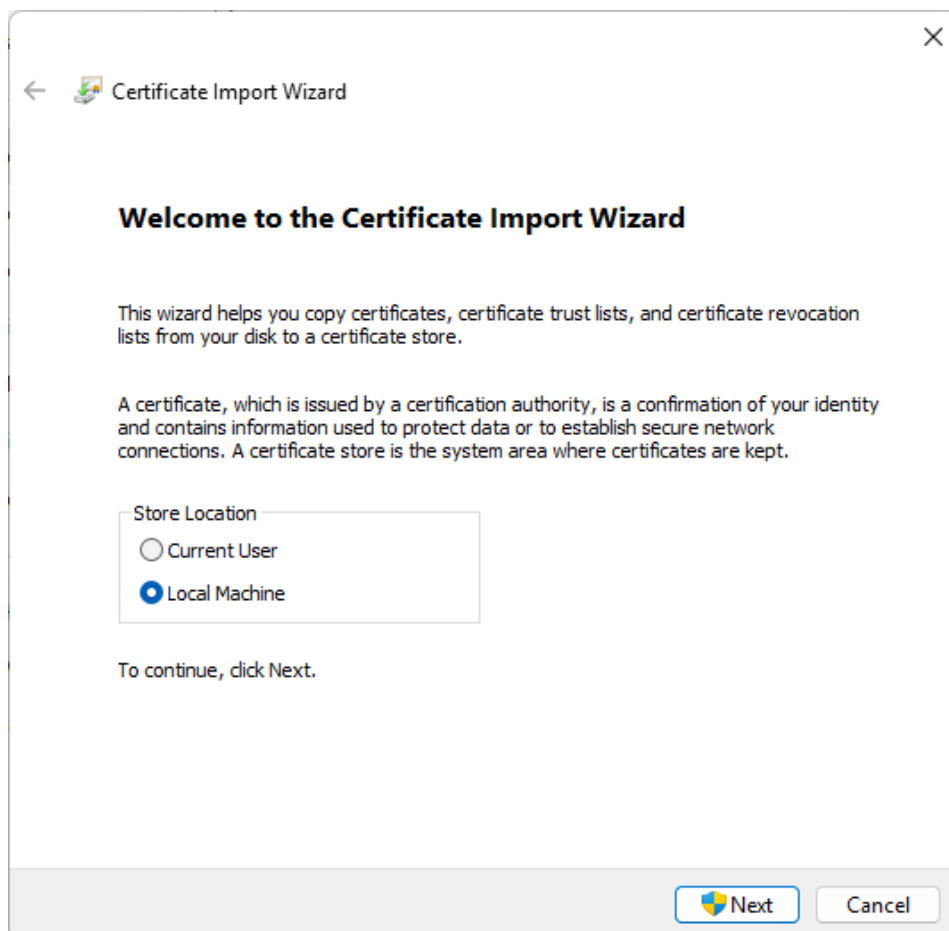 Certificate Import Wizard
Welcome to the Certificate Import Wizard
This wizard helps you copy certificates, certificate trust lists, and certificate revocation
lists from your disk to a certificate store.
A certificate, which is issued by a certification authority, is a confirmation of your identity
and contains information used to protect data or to establish secure network
connections. A certificate store is the system area where certificates are kept.
Store Location
Current User
Local Machine
To continue, click Next.
Next
Cancel